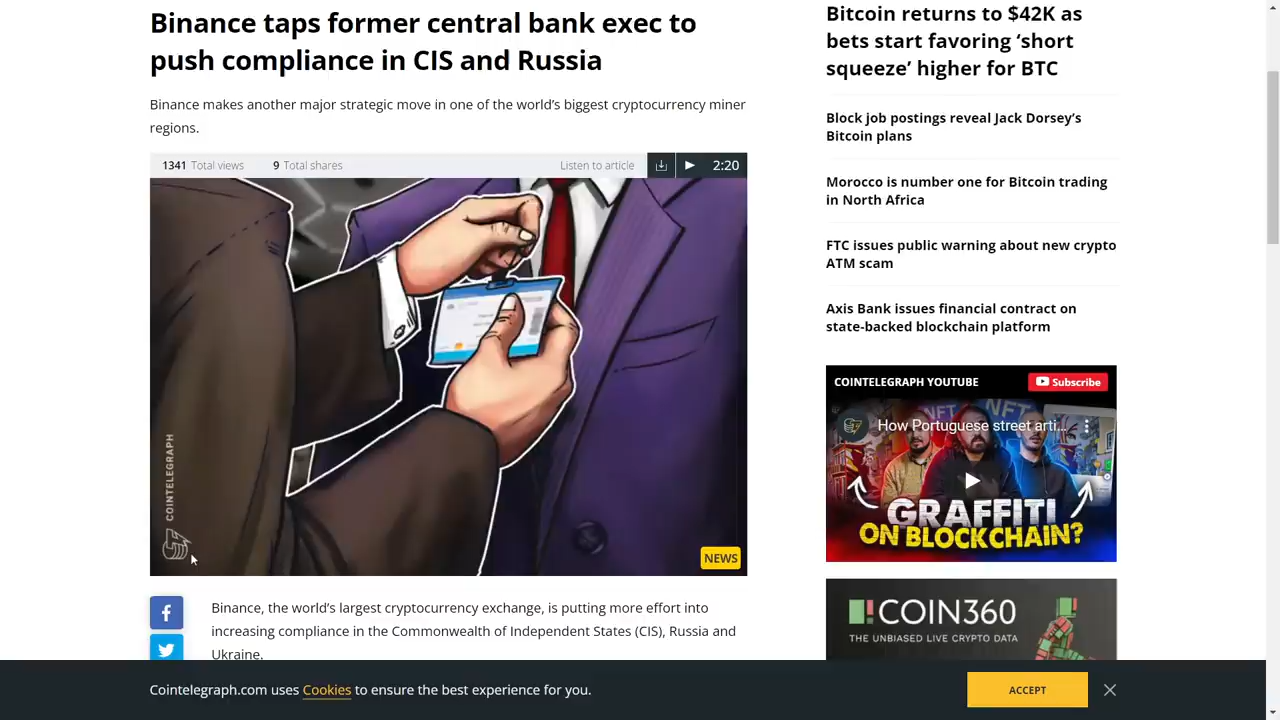 Binance taps former central bank exec to
push compliance in CIS and Russia
Binance makes another major strategic move in one of the world's biggest cryptocurrency miner
regions.
1341 Total views
9 Total shares
Listen to article
2:20
COINTELEGRAPH
NEWS
Binance, the world's largest cryptocurrency exchange, is putting more effort into
increasing compliance in the Commonwealth of Independent States (CIS), Russia and
Ukraine.
Bitcoin returns to $42K as
bets start favoring ‘short
squeeze’ higher for BTC
Block job postings reveal Jack Dorsey’s
Bitcoin plans
Morocco is number one for Bitcoin trading
in North Africa
FTC issues public warning about new crypto
ATM scam
Axis Bank issues financial contract on
state-backed blockchain platform
COINTELEGRAPH YOUTUBE
Subscribe
NFT NFT
How Portuguese street arti...
GRAFFITI
ON BLOCKCHAIN?
COIN360
THE UNBIASED LIVE CRYPTO DATA
Cointelegraph.com uses Cookies to ensure the best experience for you.
ACCEPT